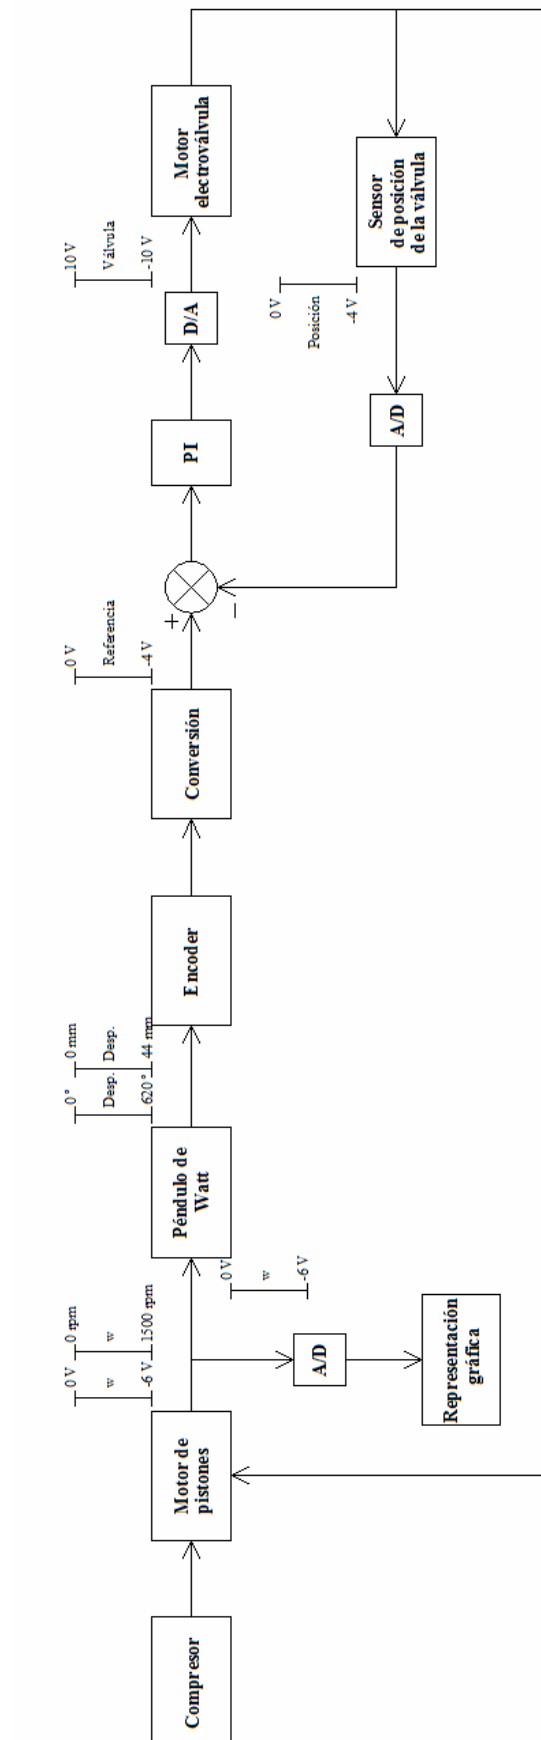 Compresor
Motor de
pistones
0 V
w
-6 V
0 rpm
w
1500 rpm
A/D
Representación
gráfica
0 V
w
-6 V
Péndulo de
Watt
0 °
Desp.
620 °
0 mm
Desp.
44 mm
Encoder
Conversión
0 V
Referencia
-4 V
+
−
PI
D/A
10 V
Válvula
-10 V
Motor
electroválvula
Sensor
de posición
de la válvula
0 V
Posición
-4 V
A/D